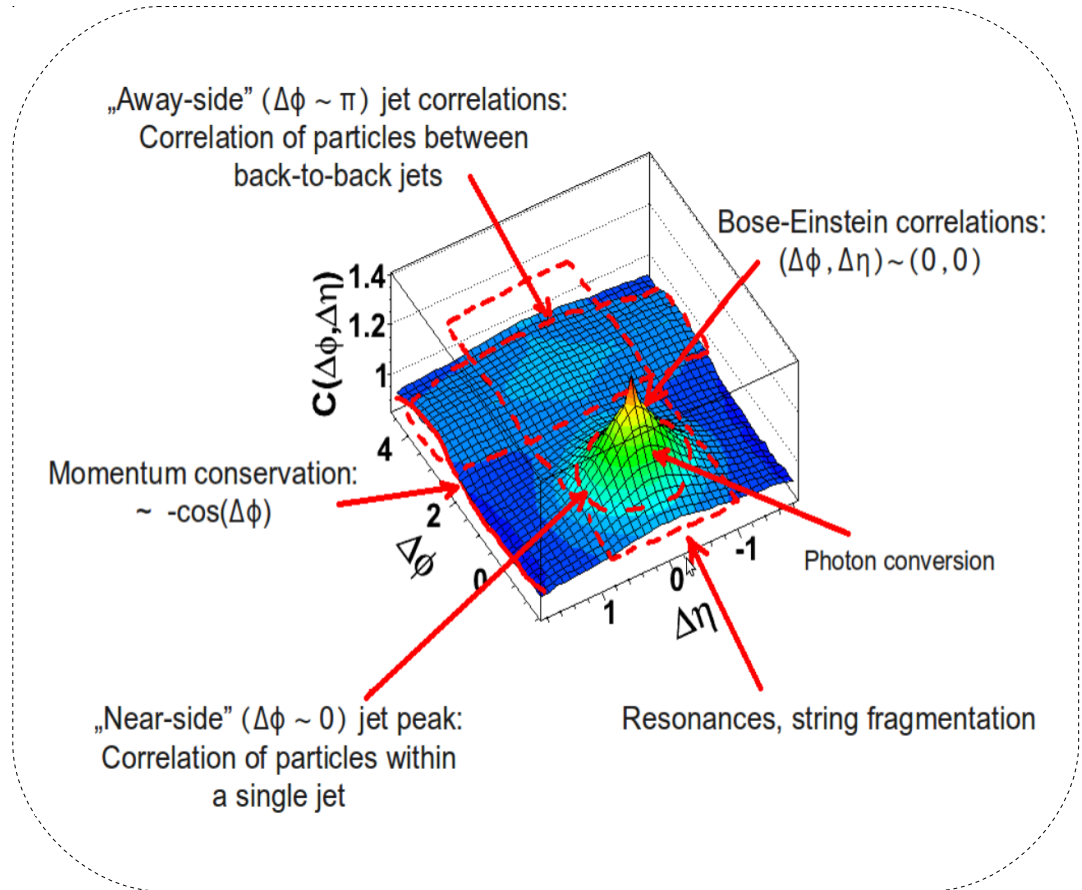 „Away-side” (Δϕ ~ π) jet correlations:
Correlation of particles between
back-to-back jets
Bose-Einstein correlations:
(Δϕ,Δη)~(0,0)
C(Δϕ,Δη)
1.4
1.2
1
4
2
0
Δϕ
Momentum conservation:
~ -cos(Δϕ)
Photon conversion
-1
0
1
Δη
„Near-side” (Δϕ ~ 0) jet peak:
Correlation of particles within
a single jet
Resonances, string fragmentation